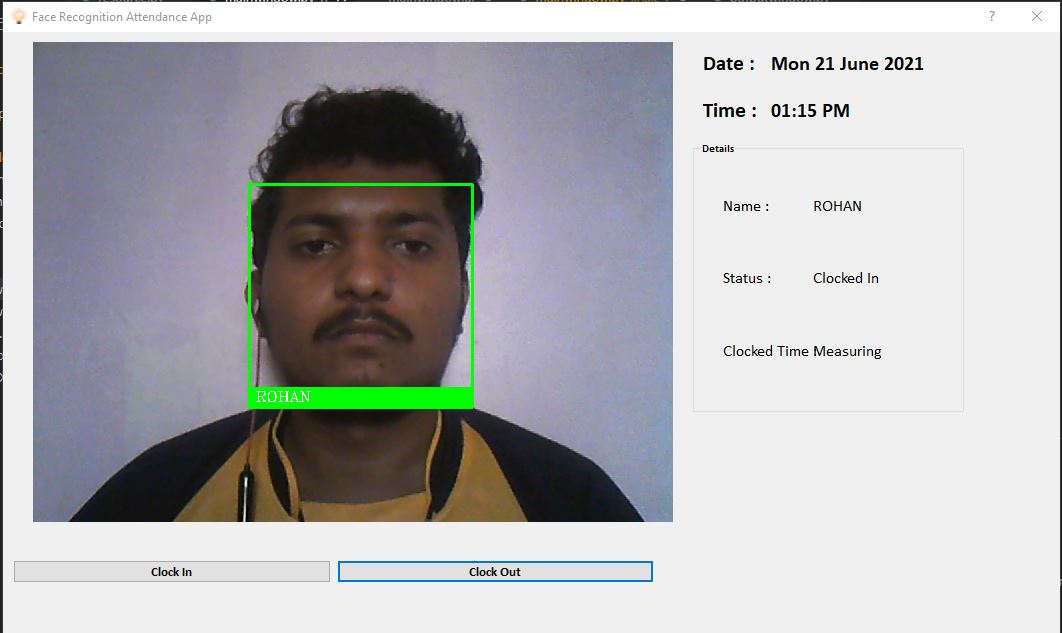 Face Recognition Attendance App
?
Date : Mon 21 June 2021
Time : 01:15 PM
Details
Name : ROHAN
Status : Clocked In
Clocked Time Measuring
ROHAN
Clock In
Clock Out